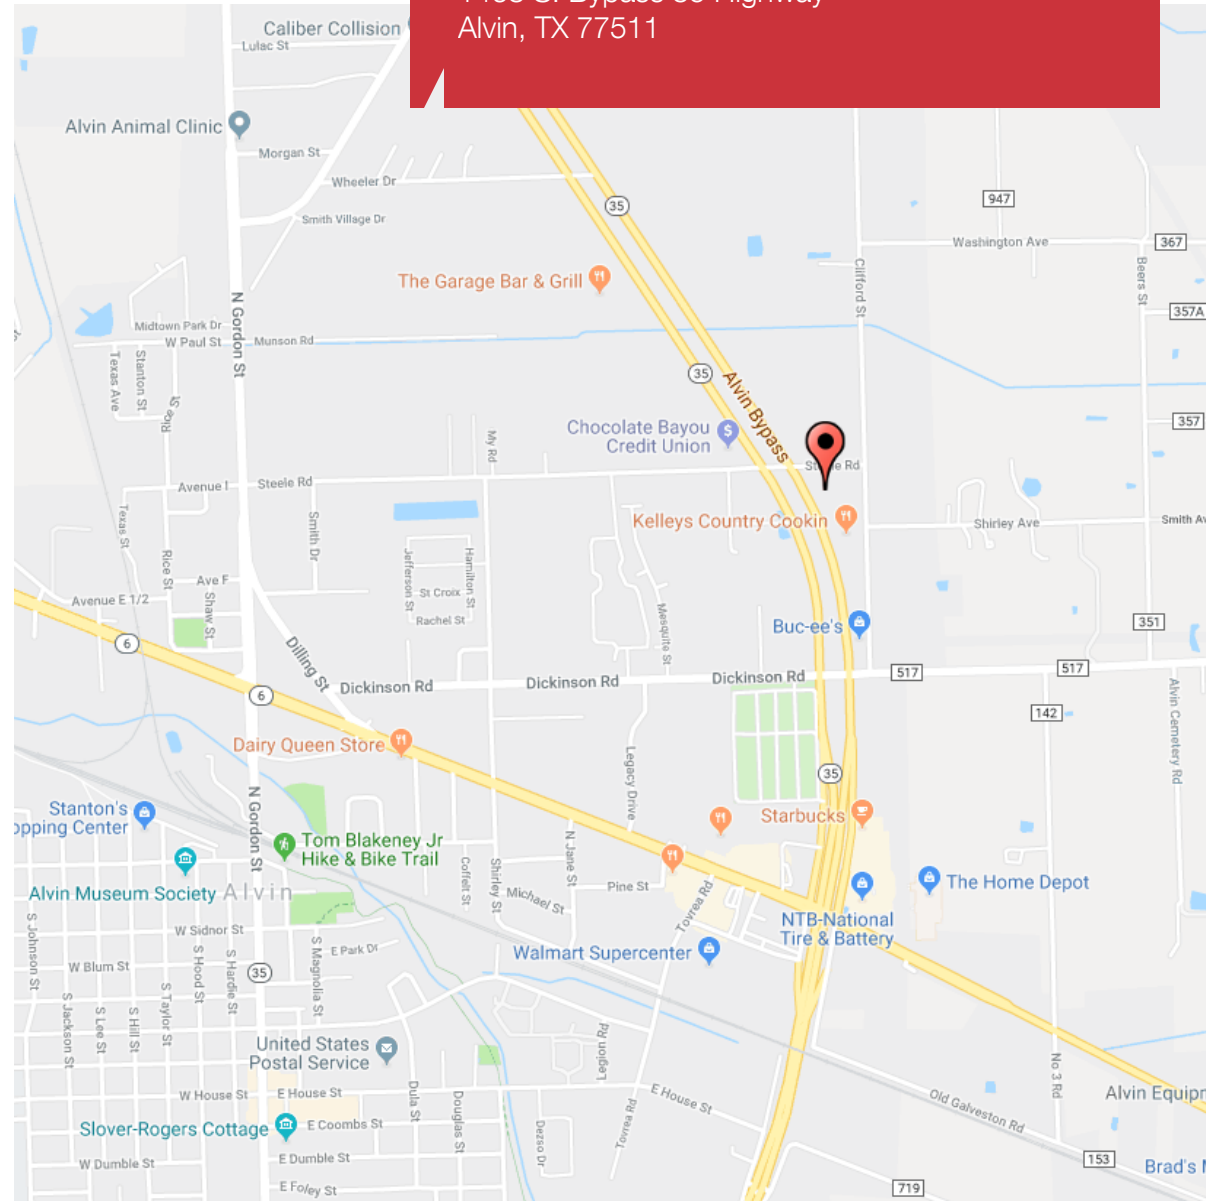 Alvin, TX 77511
Caliber Collision
Lulac St
Alvin Animal Clinic
Morgan St
Wheeler Dr
Smith Village Dr
35
947
Washington Ave
367
The Garage Bar & Grill
Clifford St
Beers St
357A
N Gordon St
Midtown Park Dr
W Paul St
Munson Rd
Texas Ave
Stanton St
Rice St
35
Alvin Bypass
Chocolate Bayou
Credit Union
357
My Rd
Avenue I
Steele Rd
Kelleys Country Cookin
Shirley Ave
Smith
Texas St
Smith Dr
Rice St
Jefferson St
Hamilton St
Ave F
St Croix
Avenue E 1/2
Shaw St
Rachel St
Mesquite St
Buc-ee's
351
6
Dilling St
6
Dickinson Rd
Dickinson Rd
Dickinson Rd
517
517
Alvin Cemetery Rd
142
Dairy Queen Store
Legacy Drive
35
N Gordon St
Stanton's
opping Center
Starbucks
Tom Blakeney Jr
Hike & Bike Trail
N Jane St
Alvin Museum Society
Alvin
Coffelt St
Shirley St
Michael St
Pine St
Tovrea Rd
The Home Depot
NTB-National
Tire & Battery
S Johnson St
W Sidnor St
E Park Dr
Walmart Supercenter
W Blum St
S Hood St
S Hardie St
35
S Magnolia St
S Jackson St
S Lee St
S Hill St
S Taylor St
United States
Postal Service
Legion Rd
No 3 Rd
W House St
E House St
Dula St
Douglas St
E House St
Old Galveston Rd
Alvin Equip
Slover-Rogers Cottage
E Coombs St
Dezso Dr
Tovrea Rd
W Dumble St
E Dumble St
153
Brad's
E Foley St
719